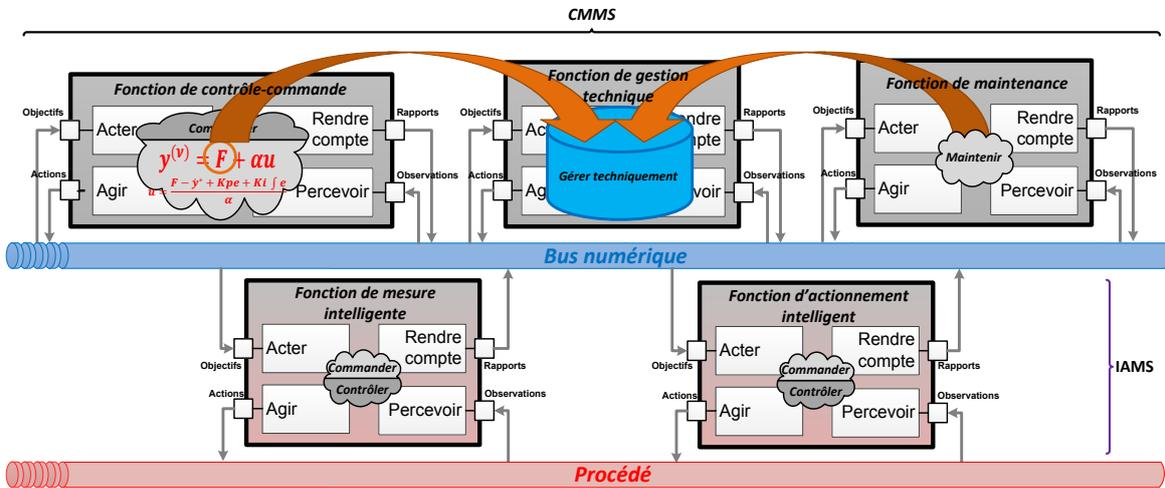 CMMS
Fonction de contrôle-commande
Objectifs
Acter
Rendre
compte
Rapports
y(v) = F + αu
F − ẏ* + Kpe + Ki ∫ e
α
Actions
Agir
Percevoir
Observations
Fonction de gestion
technique
Objectifs
Gérer techniquement
Rapports
Actions
Observations
Fonction de maintenance
Objectifs
Acter
Rendre
compte
Rapports
Maintenir
Actions
Agir
Percevoir
Observations
Bus numérique
Fonction de mesure
intelligente
Objectifs
Acter
Rendre
compte
Rapports
Commander
Contrôler
Actions
Agir
Percevoir
Observations
Fonction d'actionnement
intelligent
Objectifs
Acter
Rendre
compte
Rapports
Commander
Contrôler
Actions
Agir
Percevoir
Observations
IAMS
Procédé